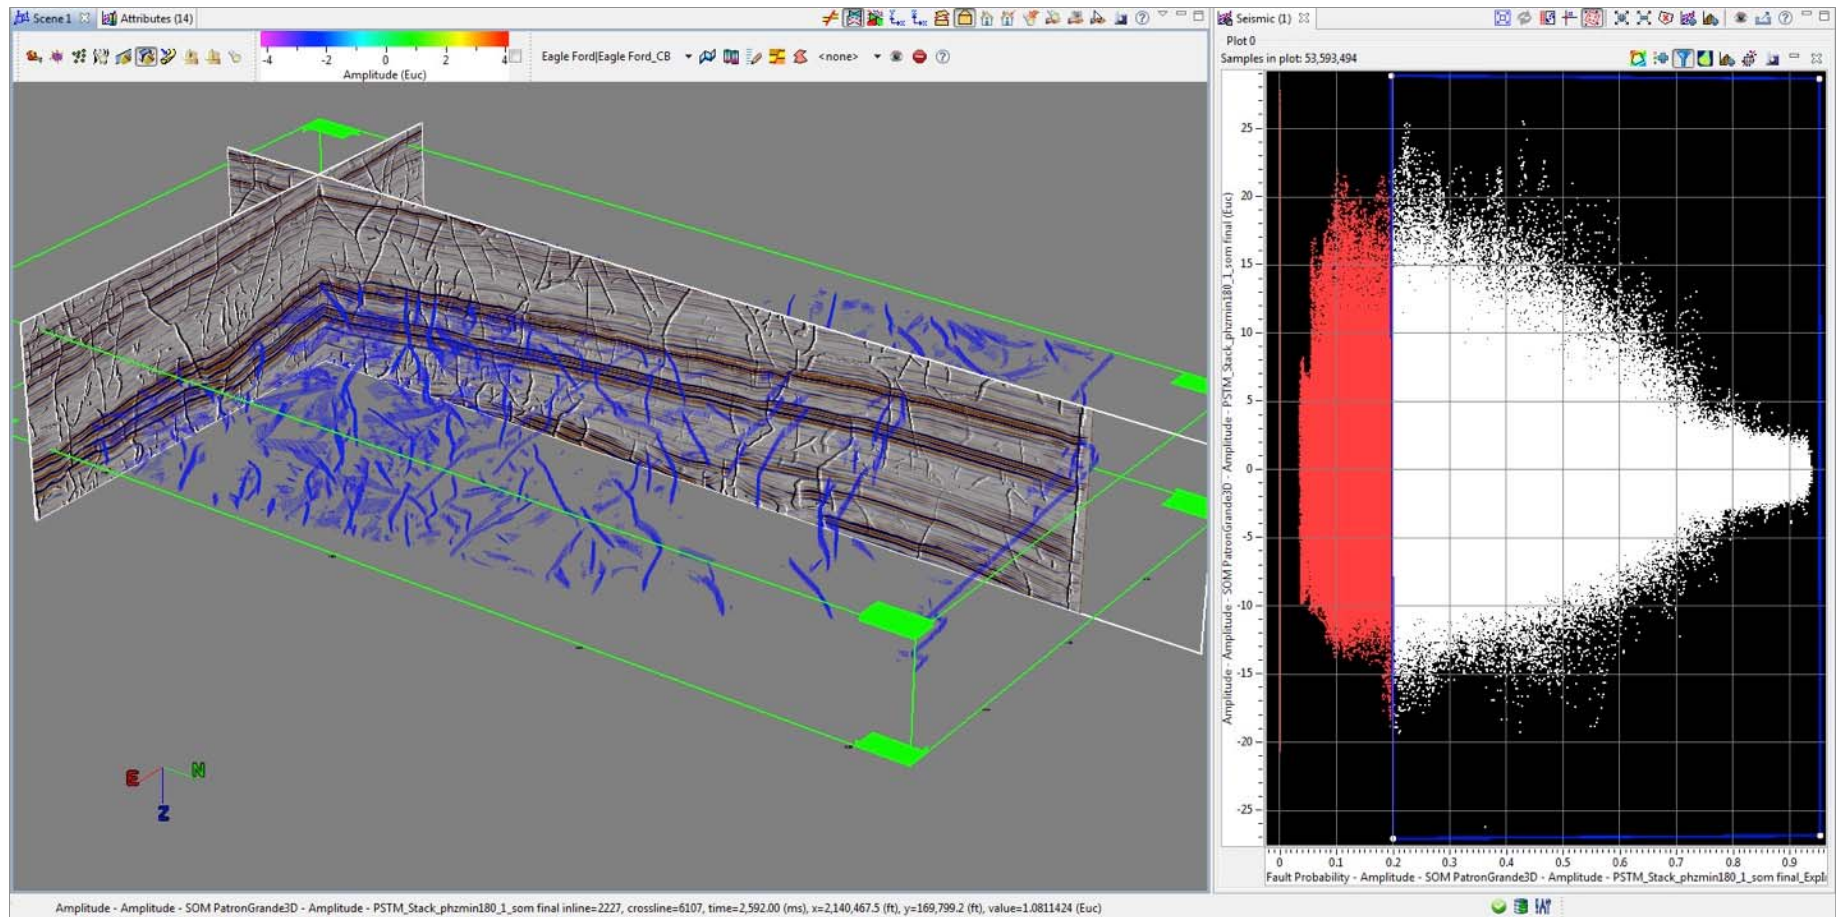 Scene 1
Attributes (14)
Seismic (1)
-4 -2 0 2 4
Amplitude (Euc)
Eagle Ford|Eagle Ford_CB
<none>
Plot 0
Samples in plot: 53,593,494
Amplitude - Amplitude - SOM PatronGrande3D - Amplitude - PSTM_Stack_phzmin180_1_som final (Euc)
25
20
15
10
5
0
-5
-10
-15
-20
-25
0 0.1 0.2 0.3 0.4 0.5 0.6 0.7 0.8 0.9
Fault Probability - Amplitude - SOM PatronGrande3D - Amplitude - PSTM_Stack_phzmin180_1_som final_Expl
E N
Z
Amplitude - Amplitude - SOM PatronGrande3D - Amplitude - PSTM_Stack_phzmin180_1_som final inline=2227, crossline=6107, time=2,592.00 (ms), x=2,140,467.5 (ft), y=169,799.2 (ft), value=1.0811424 (Euc)